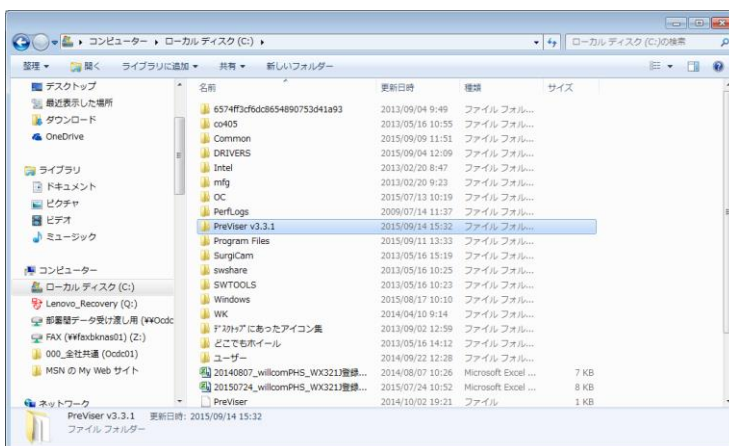 コンピューター ▸ ローカル ディスク (C:) ▸
ローカル ディスク (C:)の検索
整理 開く ライブラリに追加 共有 新しいフォルダー
デスクトップ
最近表示した場所
ダウンロード
OneDrive
ライブラリ
ドキュメント
ピクチャ
ビデオ
ミュージック
コンピューター
ローカル ディスク (C:)
Lenovo_Recovery (Q:)
部署間データ受け渡し用 (¥¥Ocdc
FAX (¥¥faxbknas01) (Z:)
000_全社共通 (Ocdc01)
MSN の My Web サイト
ネットワーク
名前 更新日時 種類 サイズ
6574ff3cf6dc8654890753d41a93 2013/09/04 9:49 ファイル フォル...
co405 2013/05/16 10:55 ファイル フォル...
Common 2015/09/09 11:51 ファイル フォル...
DRIVERS 2015/09/04 12:09 ファイル フォル...
Intel 2013/02/20 8:47 ファイル フォル...
mfg 2013/02/20 9:23 ファイル フォル...
OC 2015/07/13 10:19 ファイル フォル...
PerfLogs 2009/07/14 11:37 ファイル フォル...
PreViser v3.3.1 2015/09/14 15:32 ファイル フォル...
Program Files 2015/09/11 13:33 ファイル フォル...
SurgiCam 2013/05/16 15:19 ファイル フォル...
swshare 2013/05/16 10:25 ファイル フォル...
SWTOOLS 2013/05/16 10:23 ファイル フォル...
Windows 2015/08/17 10:10 ファイル フォル...
WK 2014/04/10 9:14 ファイル フォル...
ﾃﾞｽｸﾄｯﾌﾟにあったアイコン集 2013/09/02 12:59 ファイル フォル...
どこでもホイール 2013/05/16 14:12 ファイル フォル...
ユーザー 2014/09/22 12:28 ファイル フォル...
20140807_willcomPHS_WX321J登録... 2014/08/07 10:26 Microsoft Excel ... 7 KB
20150724_willcomPHS_WX321J登録... 2015/07/24 10:52 Microsoft Excel ... 8 KB
PreViser 2014/10/02 19:21 ファイル 1 KB
PreViser v3.3.1 更新日時: 2015/09/14 15:32
ファイル フォルダー